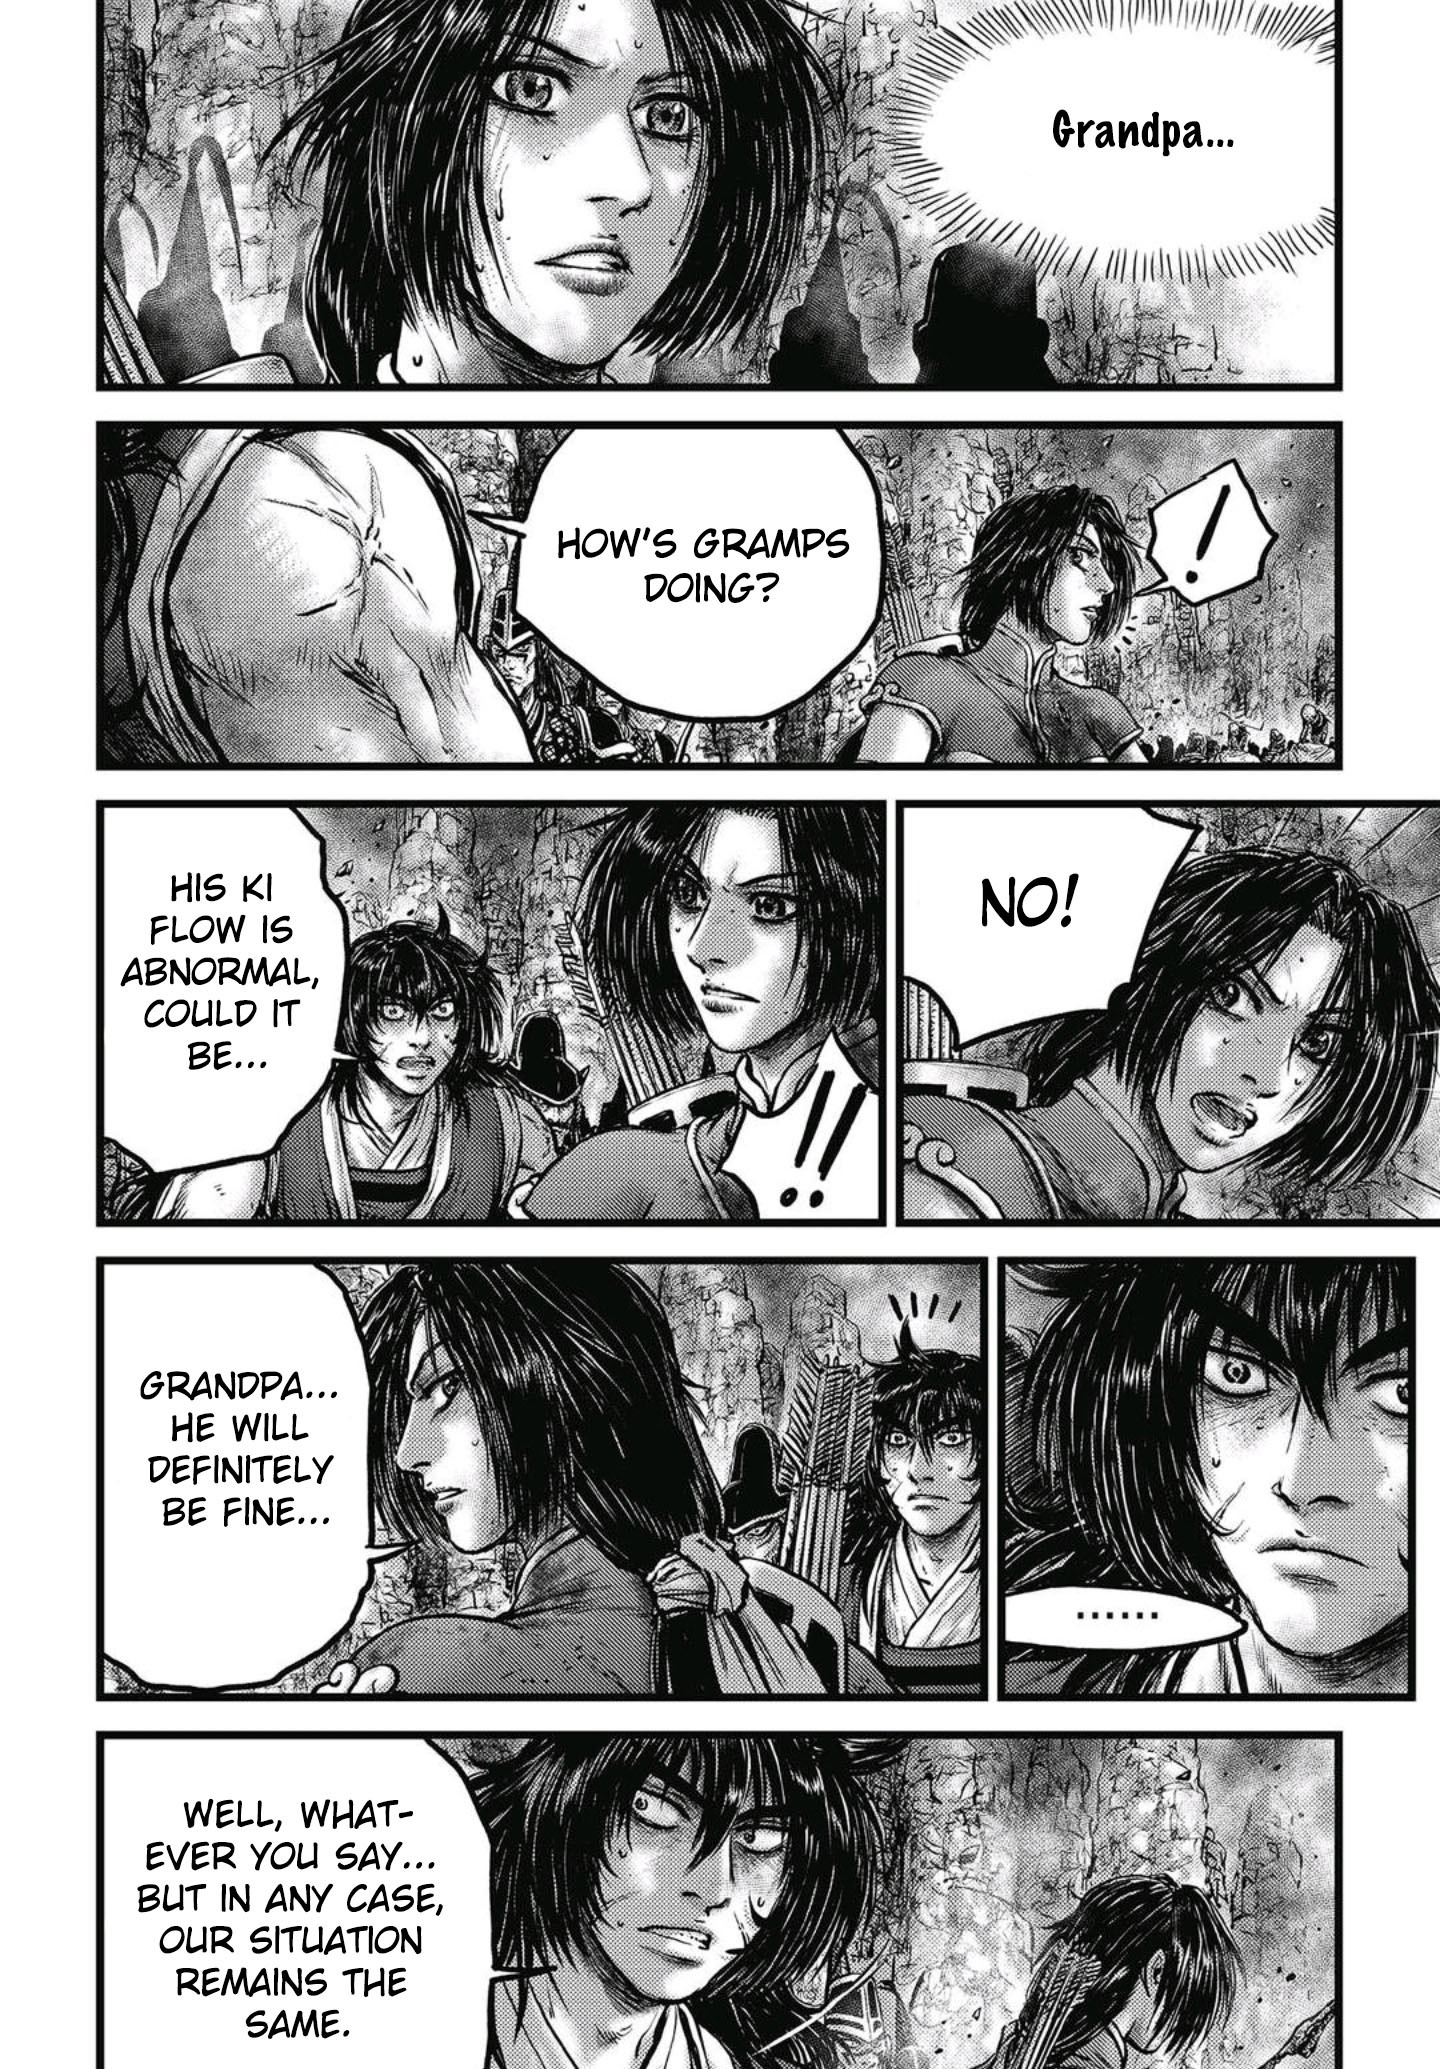 Grandpa...
HOW'S GRAMPS
DOING?
!
NO!
HIS KI
FLOW IS
ABNORMAL,
COULD IT
BE...
!!
......
GRANDPA...
HE WILL
DEFINITELY
BE FINE...
WELL, WHAT-
EVER YOU SAY...
BUT IN ANY CASE,
OUR SITUATION
REMAINS THE
SAME.